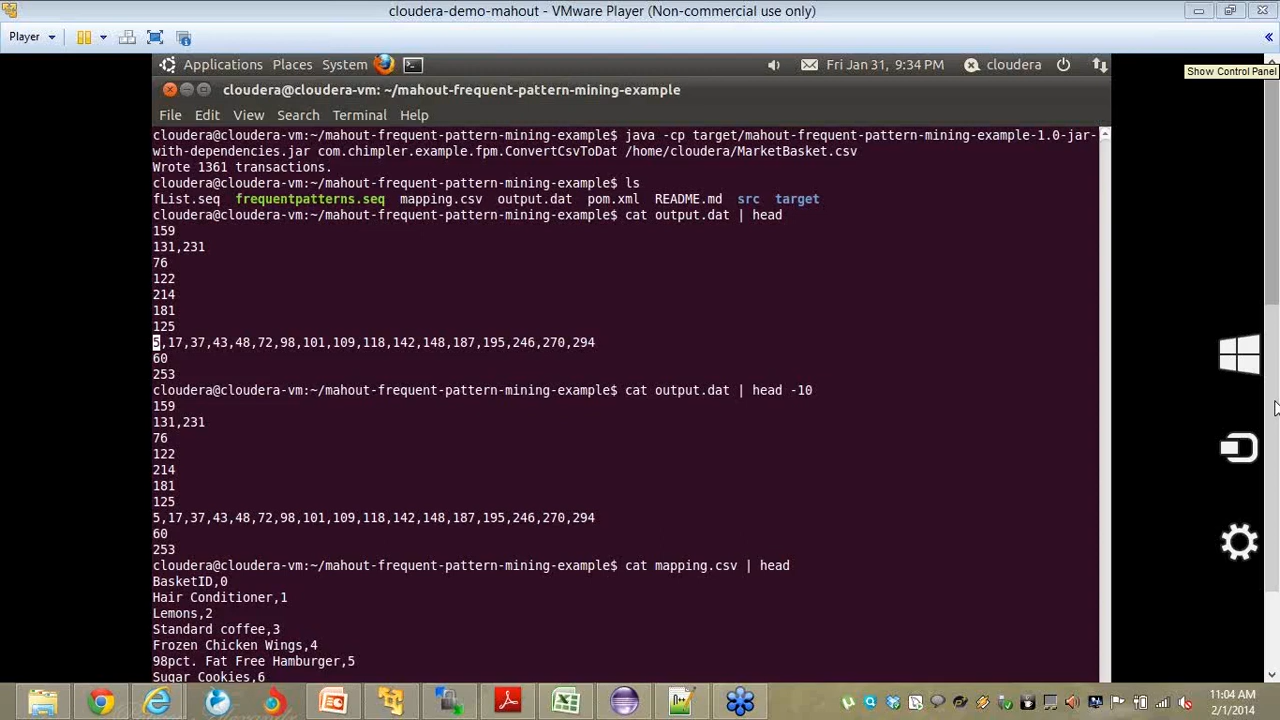 cloudera-demo-mahout - VMware Player (Non-commercial use only)
Player
Show Control Panel
Applications Places System Fri Jan 31, 9:34 PM cloudera
cloudera@cloudera-vm: ~/mahout-frequent-pattern-mining-example
File Edit View Search Terminal Help
cloudera@cloudera-vm:~/mahout-frequent-pattern-mining-example$ java -cp target/mahout-frequent-pattern-mining-example-1.0-jar-
with-dependencies.jar com.chimpler.example.fpm.ConvertCsvToDat /home/cloudera/MarketBasket.csv
Wrote 1361 transactions.
cloudera@cloudera-vm:~/mahout-frequent-pattern-mining-example$ ls
fList.seq frequentpatterns.seq mapping.csv output.dat pom.xml README.md src target
cloudera@cloudera-vm:~/mahout-frequent-pattern-mining-example$ cat output.dat | head
159
131,231
76
122
214
181
125
5,17,37,43,48,72,98,101,109,118,142,148,187,195,246,270,294
60
253
cloudera@cloudera-vm:~/mahout-frequent-pattern-mining-example$ cat output.dat | head -10
159
131,231
76
122
214
181
125
5,17,37,43,48,72,98,101,109,118,142,148,187,195,246,270,294
60
253
cloudera@cloudera-vm:~/mahout-frequent-pattern-mining-example$ cat mapping.csv | head
BasketID,0
Hair Conditioner,1
Lemons,2
Standard coffee,3
Frozen Chicken Wings,4
98pct. Fat Free Hamburger,5
Sugar Cookies,6
11:04 AM
2/1/2014